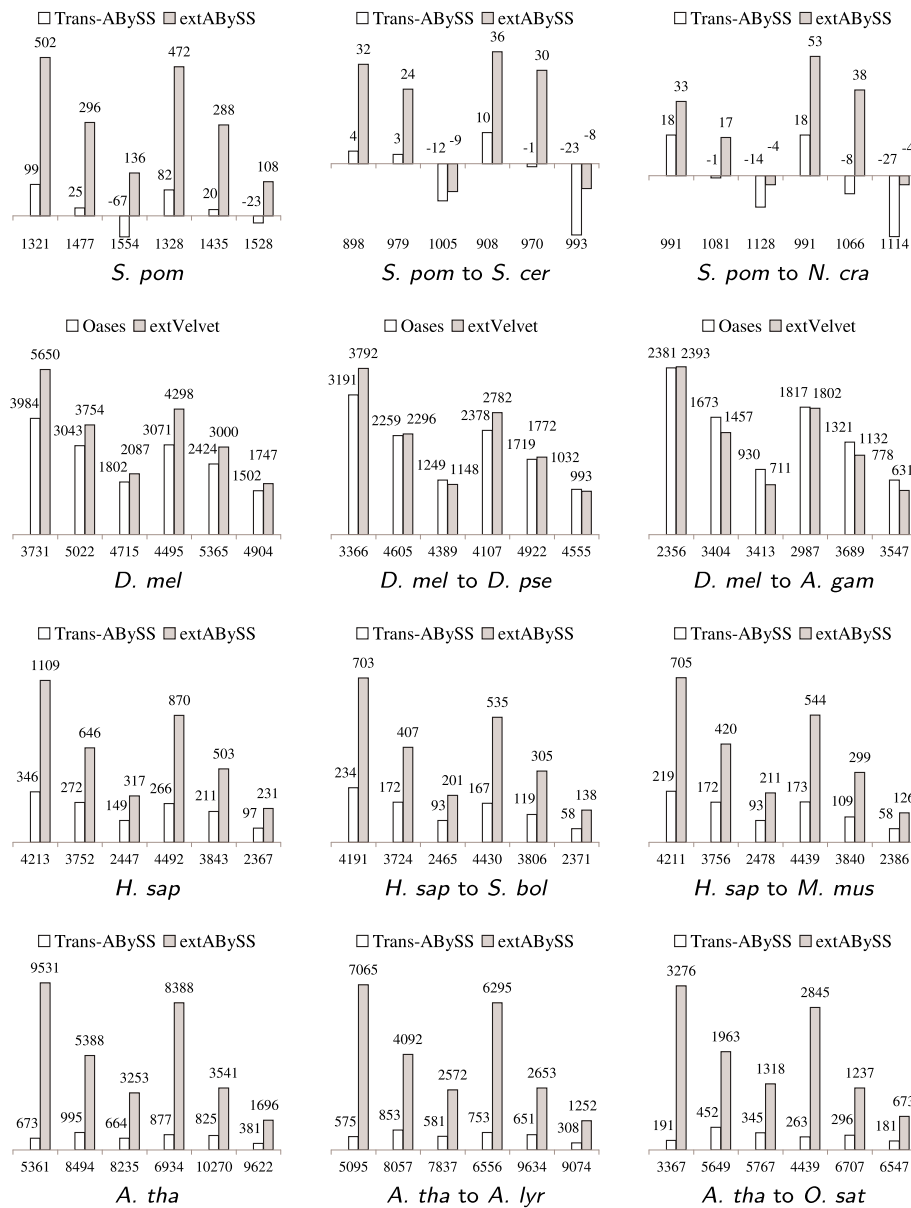 Trans-ABySS extABySS
502 296 136 472 288 108
99 25 -67 82 20 -23
1321 1477 1554 1328 1435 1528
S. pom
Trans-ABySS extABySS
32 24 -9 36 30 -8
4 3 -12 10 -1 -23
898 979 1005 908 970 993
S. pom to S. cer
Trans-ABySS extABySS
33 17 -4 53 38 -4
18 -1 -14 18 -8 -27
991 1081 1128 991 1066 1114
S. pom to N. cra
Oases extVelvet
5650 3754 2087 4298 3000 1747
3984 3043 1802 3071 2424 1502
3731 5022 4715 4495 5365 4904
D. mel
Oases extVelvet
3792 2296 1148 2782 1772 993
3191 2259 1249 2378 1719 1032
3366 4605 4389 4107 4922 4555
D. mel to D. pse
Oases extVelvet
2381 2393 1457 711 1817 1802 1132 631
1673 930 1321 778
2356 3404 3413 2987 3689 3547
D. mel to A. gam
Trans-ABySS extABySS
1109 646 317 870 503 231
346 272 149 266 211 97
4213 3752 2447 4492 3843 2367
H. sap
Trans-ABySS extABySS
703 407 201 535 305 138
234 172 93 167 119 58
4191 3724 2465 4430 3806 2371
H. sap to S. bol
Trans-ABySS extABySS
705 420 211 544 299 126
219 172 93 173 109 58
4211 3756 2478 4439 3840 2386
H. sap to M. mus
Trans-ABySS extABySS
9531 5388 3253 8388 3541 1696
673 995 664 877 825 381
5361 8494 8235 6934 10270 9622
A. tha
Trans-ABySS extABySS
7065 4092 2572 6295 2653 1252
575 853 581 753 651 308
5095 8057 7837 6556 9634 9074
A. tha to A. lyr
Trans-ABySS extABySS
3276 1963 1318 2845 1237 673
191 452 345 263 296 181
3367 5649 5767 4439 6707 6547
A. tha to O. sat